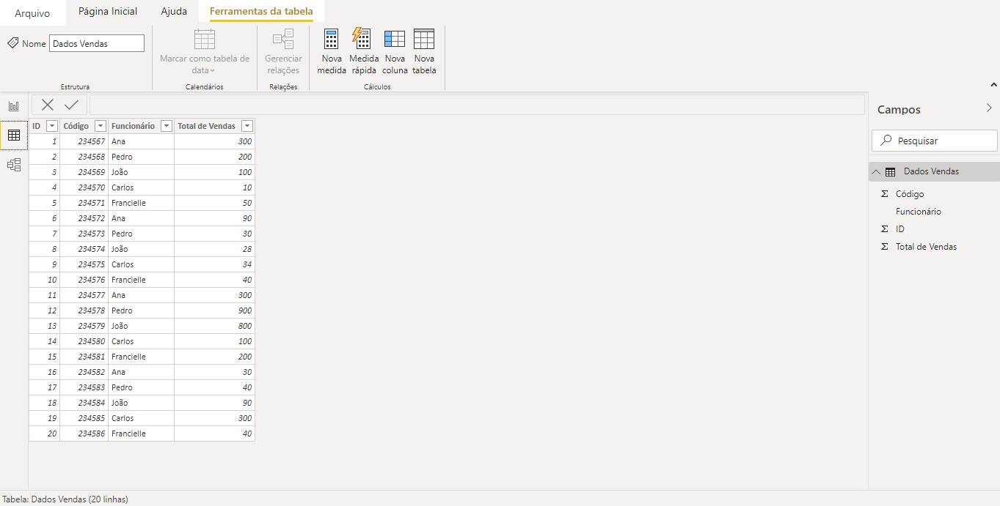 Arquivo Página Inicial Ajuda Ferramentas da tabela
Nome Dados Vendas
Marcar como tabela de
data
Gerenciar
relações
Nova
medida
Medida
rápida
Nova
coluna
Nova
tabela
Estrutura Calendários Relações Cálculos
ID Código Funcionário Total de Vendas
1 234567 Ana 300
2 234568 Pedro 200
3 234569 João 100
4 234570 Carlos 10
5 234571 Francielle 50
6 234572 Ana 90
7 234573 Pedro 30
8 234574 João 28
9 234575 Carlos 34
10 234576 Francielle 40
11 234577 Ana 300
12 234578 Pedro 900
13 234579 João 800
14 234580 Carlos 100
15 234581 Francielle 200
16 234582 Ana 30
17 234583 Pedro 40
18 234584 João 90
19 234585 Carlos 300
20 234586 Francielle 40
Campos
Pesquisar
Dados Vendas
Σ Código
Funcionário
Σ ID
Σ Total de Vendas
Tabela: Dados Vendas (20 linhas)